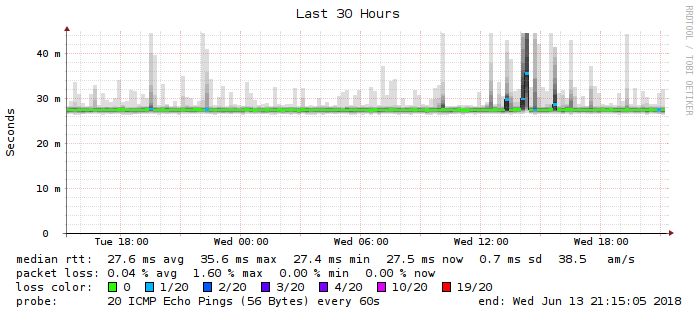 Last 30 Hours
RRDTOOL / TOBI OETIKER
Seconds
40 m
30 m
20 m
10 m
0
Tue 18:00 Wed 00:00 Wed 06:00 Wed 12:00 Wed 18:00
median rtt: 27.6 ms avg 35.6 ms max 27.4 ms min 27.5 ms now 0.7 ms sd 38.5 am/s
packet loss: 0.04 % avg 1.60 % max 0.00 % min 0.00 % now
loss color: 0 1/20 2/20 3/20 4/20 10/20 19/20
probe: 20 ICMP Echo Pings (56 Bytes) every 60s end: Wed Jun 13 21:15:05 2018